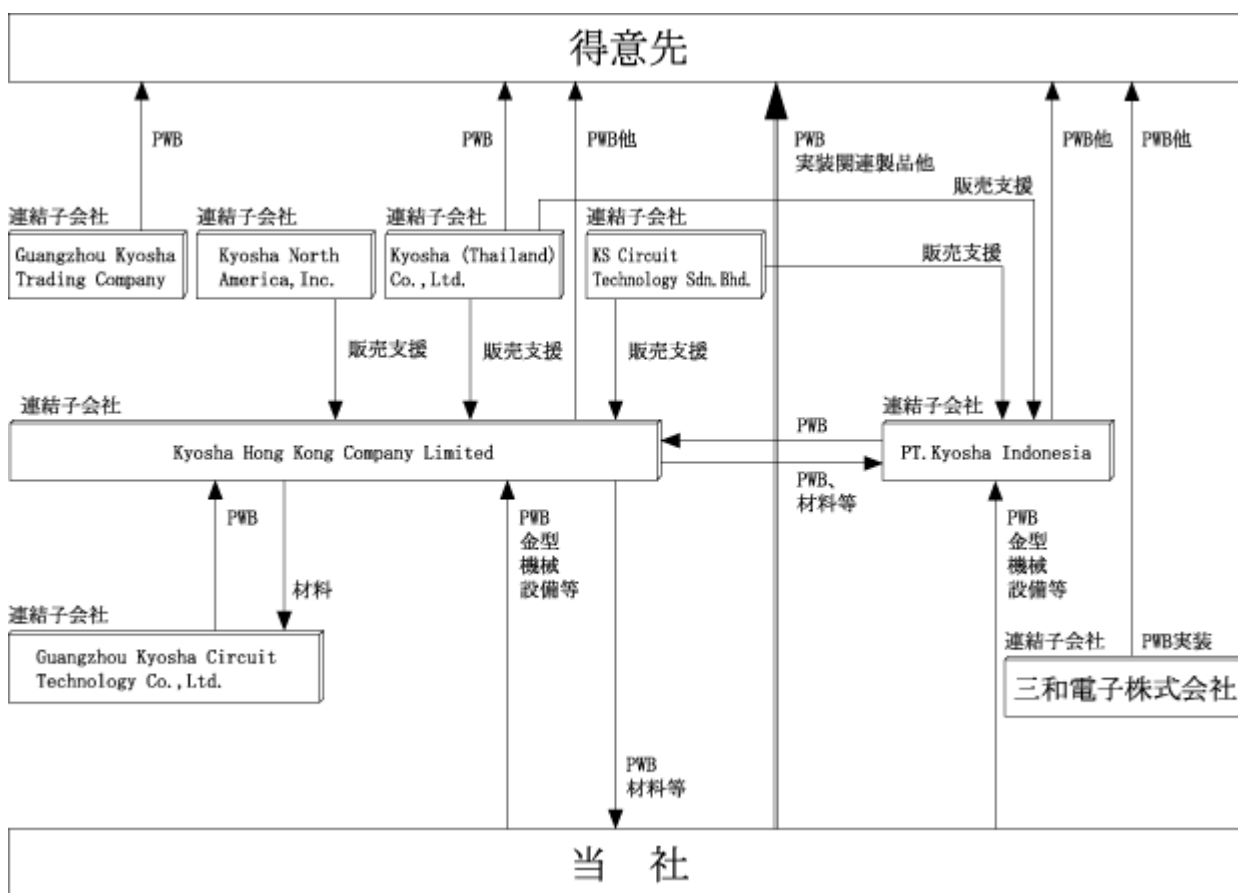 得意先
PWB
PWB
PWB他
PWB
実装関連製品他
PWB他
PWB他
販売支援
連結子会社
連結子会社
連結子会社
連結子会社
Guangzhou Kyosha
Trading Company
Kyosha North
America,Inc.
Kyosha (Thailand)
Co.,Ltd.
KS Circuit
Technology Sdn.Bhd.
販売支援
販売支援
販売支援
販売支援
連結子会社
連結子会社
Kyosha Hong Kong Company Limited
PWB
PT.Kyosha Indonesia
PWB、
材料等
PWB
PWB
金型
機械
設備等
PWB
金型
機械
設備等
材料
連結子会社
Guangzhou Kyosha Circuit
Technology Co.,Ltd.
連結子会社
PWB実装
三和電子株式会社
PWB
材料等
当 社